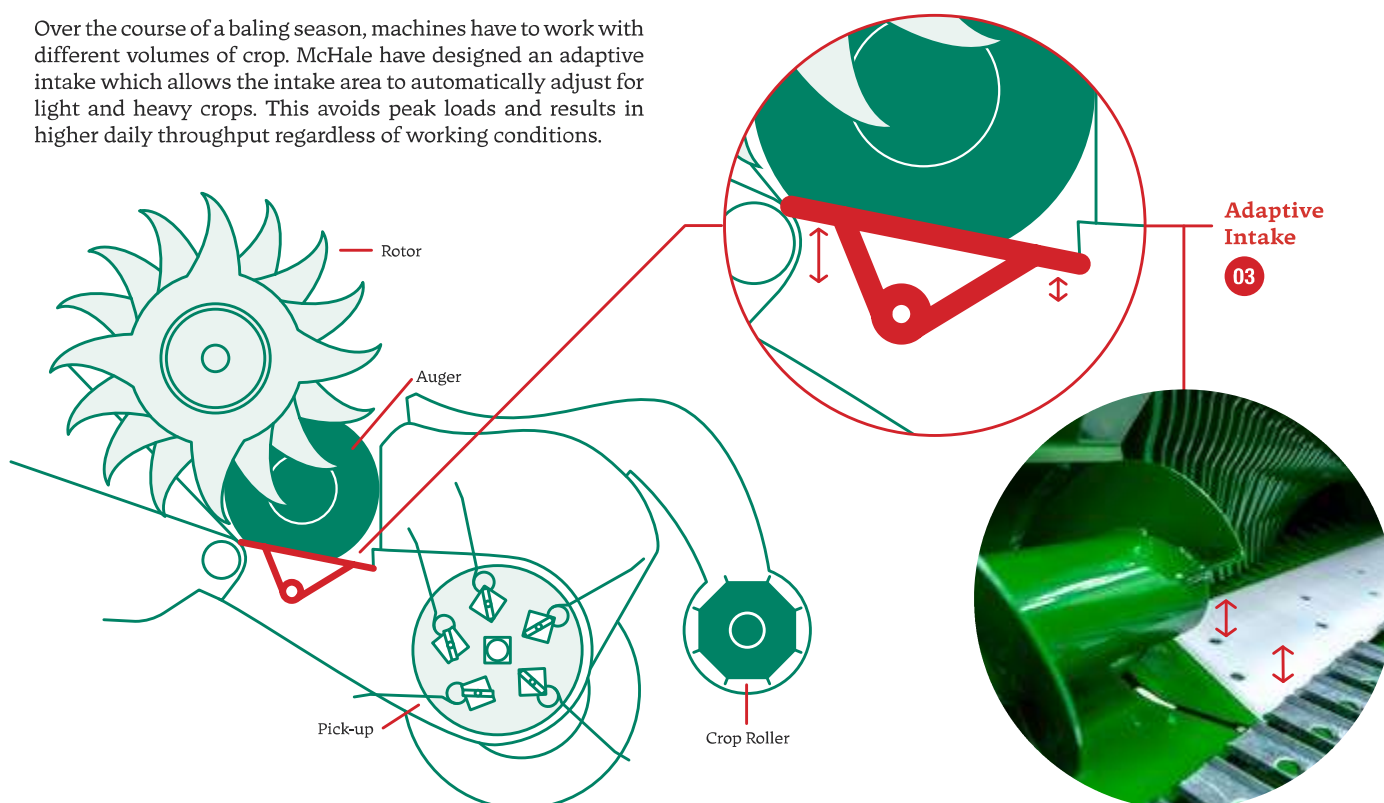 Over the course of a baling season, machines have to work with
different volumes of crop. McHale have designed an adaptive
intake which allows the intake area to automatically adjust for
light and heavy crops. This avoids peak loads and results in
higher daily throughput regardless of working conditions.
Adaptive
Intake
03
Rotor
Auger
Pick-up
Crop Roller